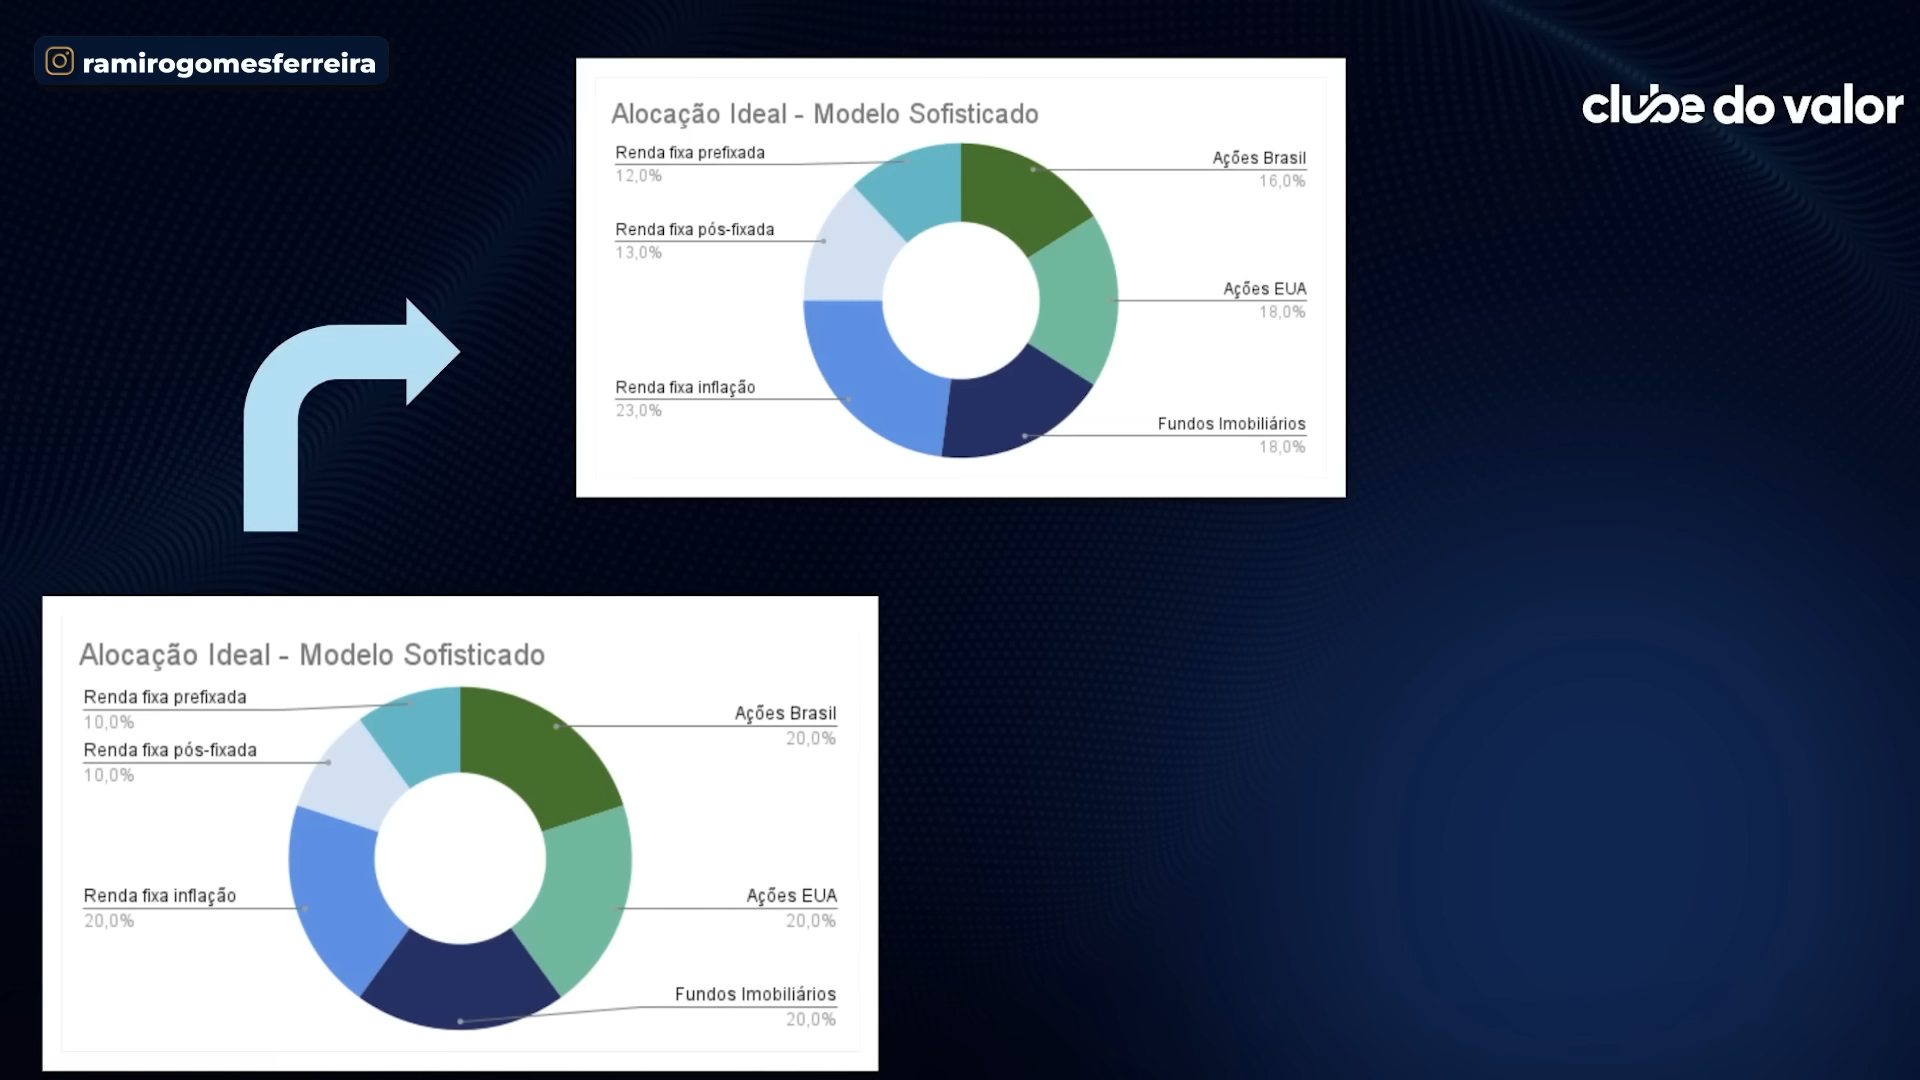 ramirogomesferreira
clube do valor
Alocação Ideal - Modelo Sofisticado
Renda fixa prefixada
12,0%
Renda fixa pós-fixada
13,0%
Renda fixa inflação
23,0%
Ações Brasil
16,0%
Ações EUA
18,0%
Fundos Imobiliários
18,0%
Alocação Ideal - Modelo Sofisticado
Renda fixa prefixada
10,0%
Renda fixa pós-fixada
10,0%
Renda fixa inflação
20,0%
Ações Brasil
20,0%
Ações EUA
20,0%
Fundos Imobiliários
20,0%